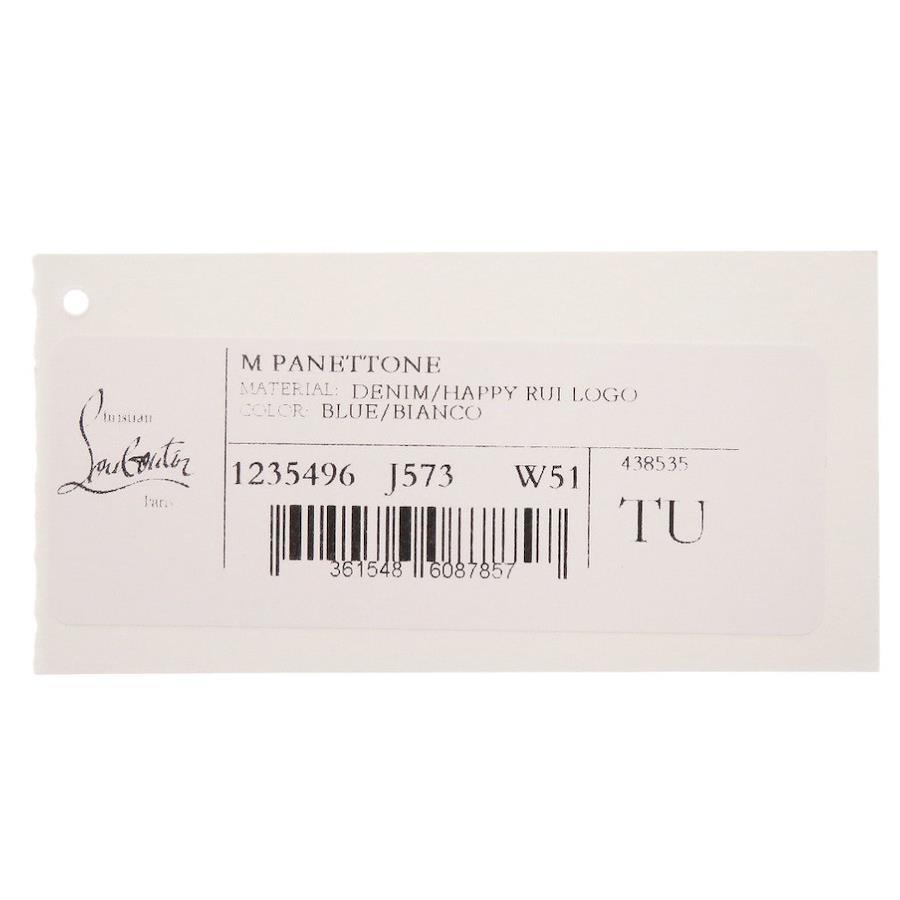 Christian
Louboutin
Paris
M PANETTONE
MATERIAL: DENIM/HAPPY RUI LOGO
COLOR: BLUE/BIANCO
1235496 J573 W51
361548 6087857
438535
TU